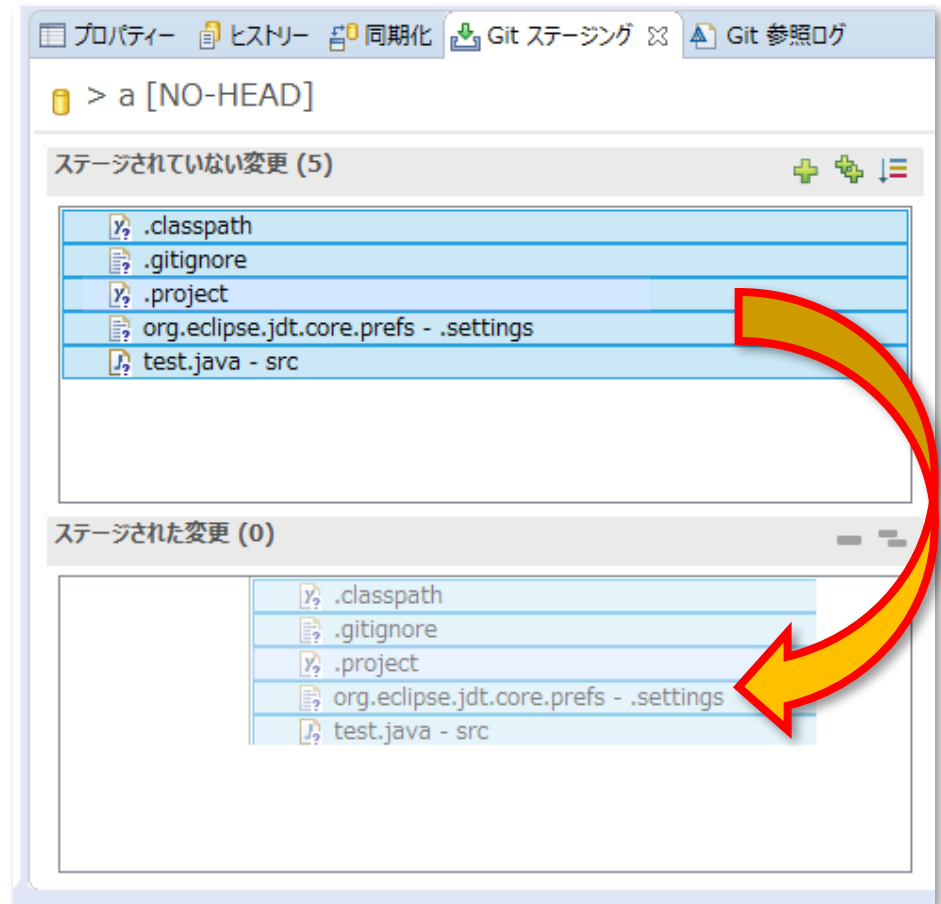 プロパティー ヒストリー 同期化 Git ステージング Git 参照ログ
> a [NO-HEAD]
ステージされていない変更 (5)
.classpath
.gitignore
.project
org.eclipse.jdt.core.prefs - .settings
test.java - src
ステージされた変更 (0)
.classpath
.gitignore
.project
org.eclipse.jdt.core.prefs - .settings
test.java - src